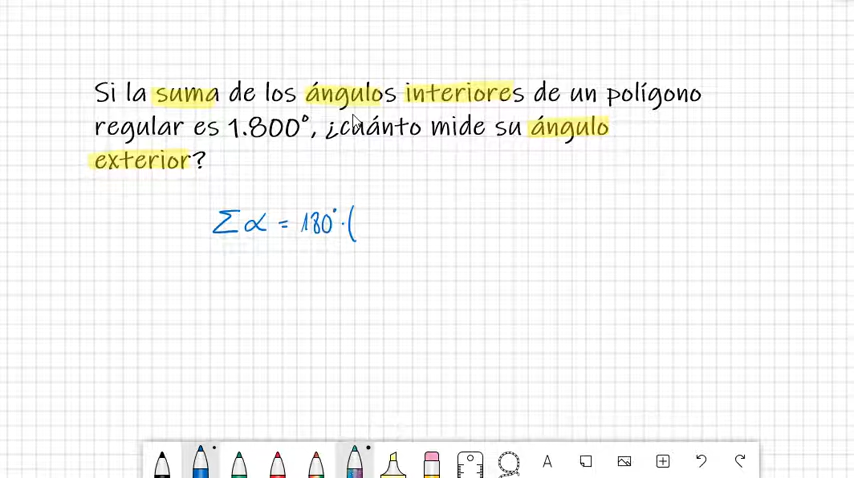 Si la suma de los ángulos interiores de un polígono
regular es 1.800°, ¿cuánto mide su ángulo
exterior?
Σα = 180°·(
A